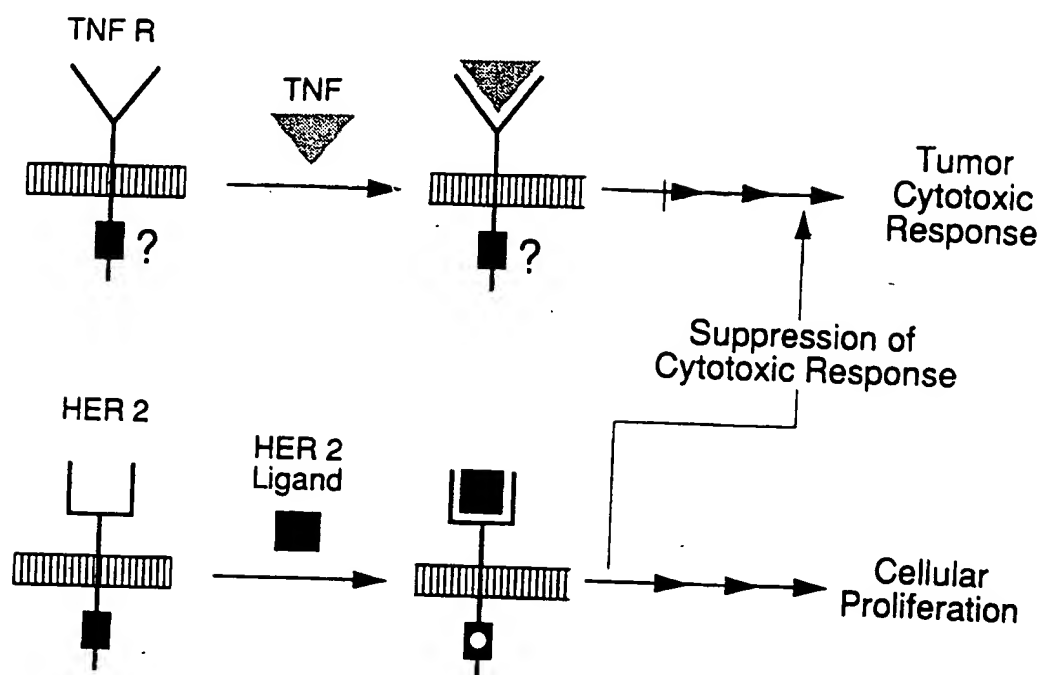 TNF R
TNF
?
?
Tumor
Cytotoxic
Response
Suppression of
Cytotoxic Response
HER 2
HER 2
Ligand
Cellular
Proliferation